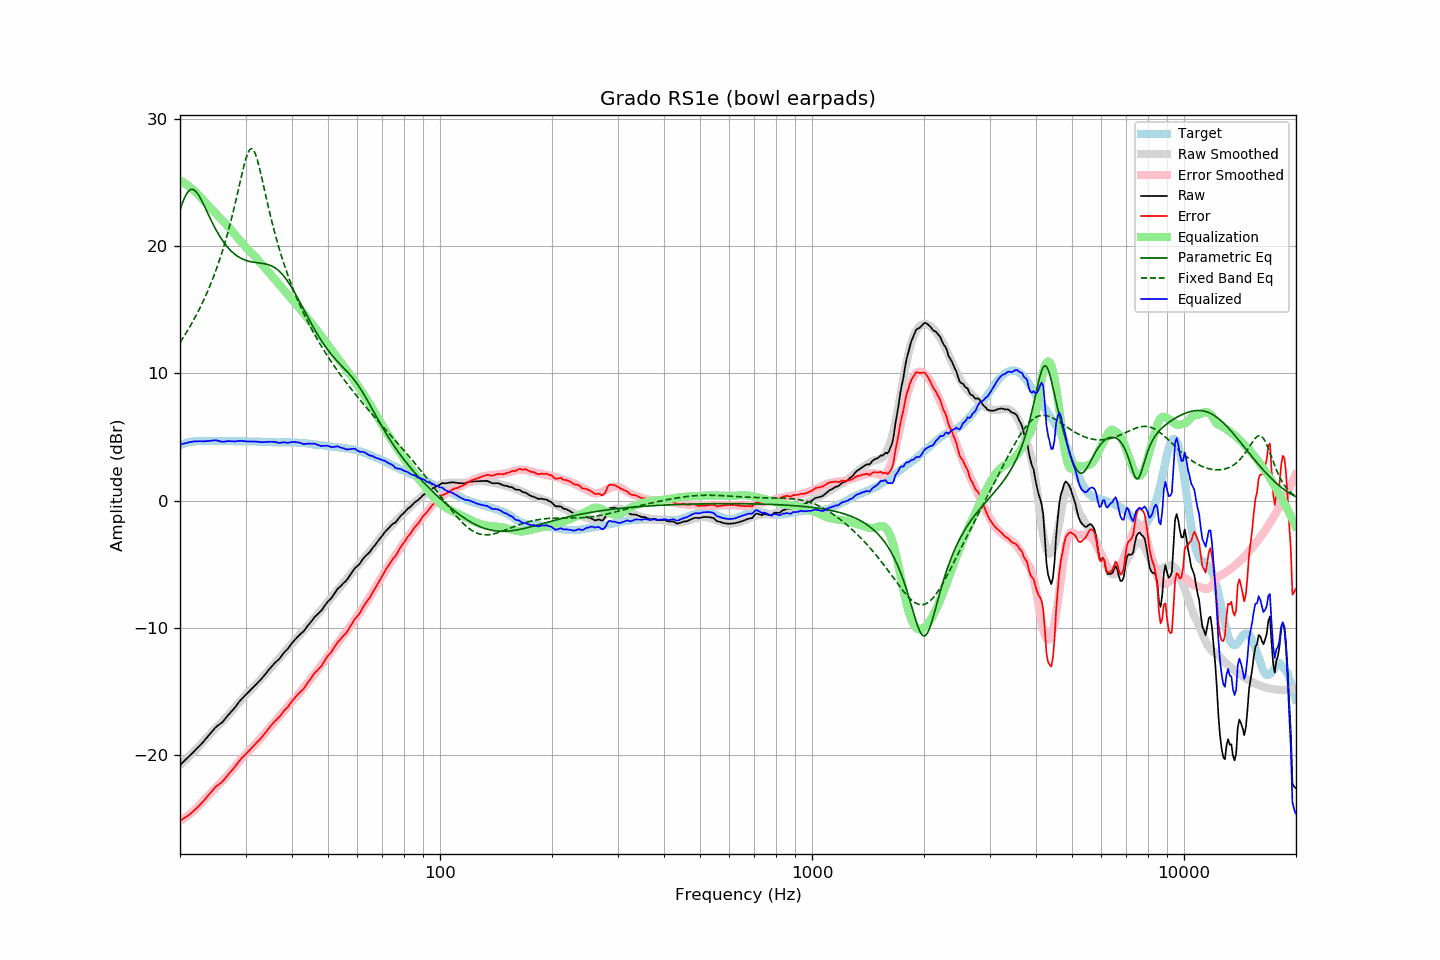 Grado RS1e (bowl earpads)
30
20
10
0
−10
−20
Amplitude (dBr)
100
1000
10000
Frequency (Hz)
Target
Raw Smoothed
Error Smoothed
Raw
Error
Equalization
Parametric Eq
Fixed Band Eq
Equalized